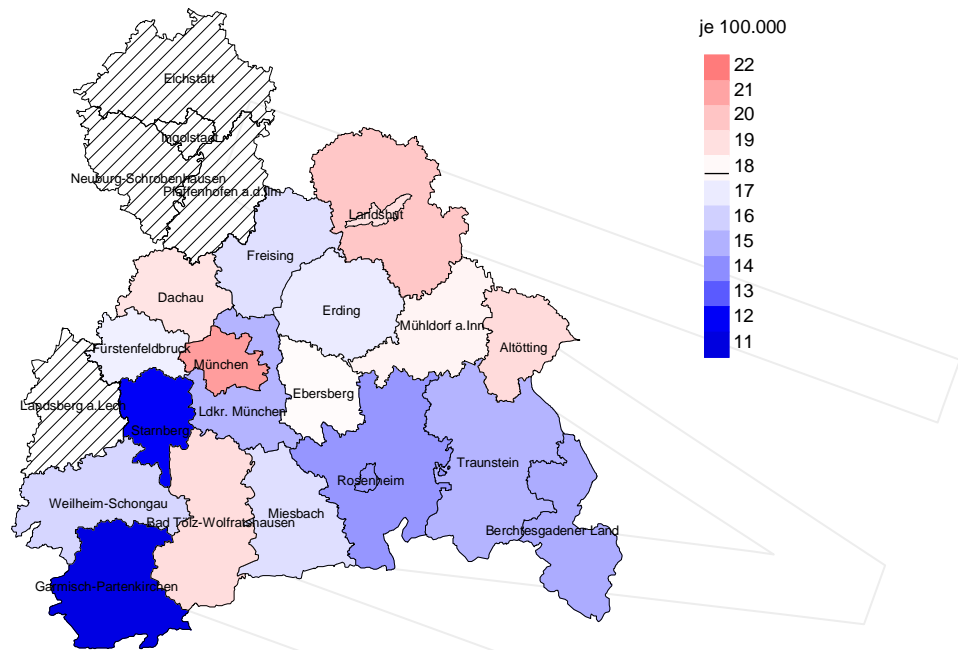 je 100.000
22
21
20
19
18
17
16
15
14
13
12
11
Eichstätt
Ingolstadt
Neuburg-Schrobenhausen
Pfaffenhofen a.d.Ilm
Landshut
Freising
Dachau
Erding
Mühldorf a.Inn
Fürstenfeldbruck
Altötting
München
Ebersberg
Landsberg a.Lech
Ldkr. München
Starnberg
Traunstein
Rosenheim
Weilheim-Schongau
Miesbach
Bad Tölz-Wolfratshausen
Berchtesgadener Land
Garmisch-Partenkirchen